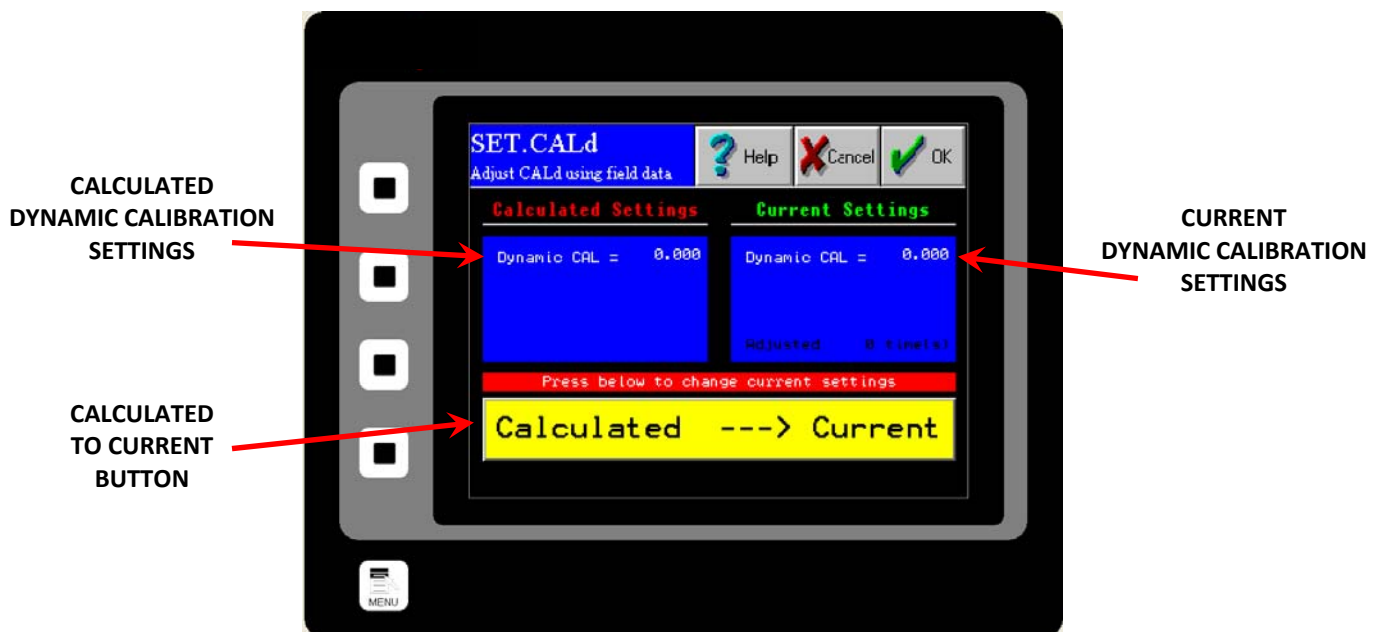 SET.CALd
Adjust CALd using field data
Help
Cancel
OK
CALCULATED
DYNAMIC CALIBRATION
SETTINGS
Calculated Settings
Current Settings
Dynamic CAL = 0.000
Dynamic CAL = 0.000
Adjusted 0 time(s)
CURRENT
DYNAMIC CALIBRATION
SETTINGS
Press below to change current settings
CALCULATED
TO CURRENT
BUTTON
Calculated ---> Current
MENU